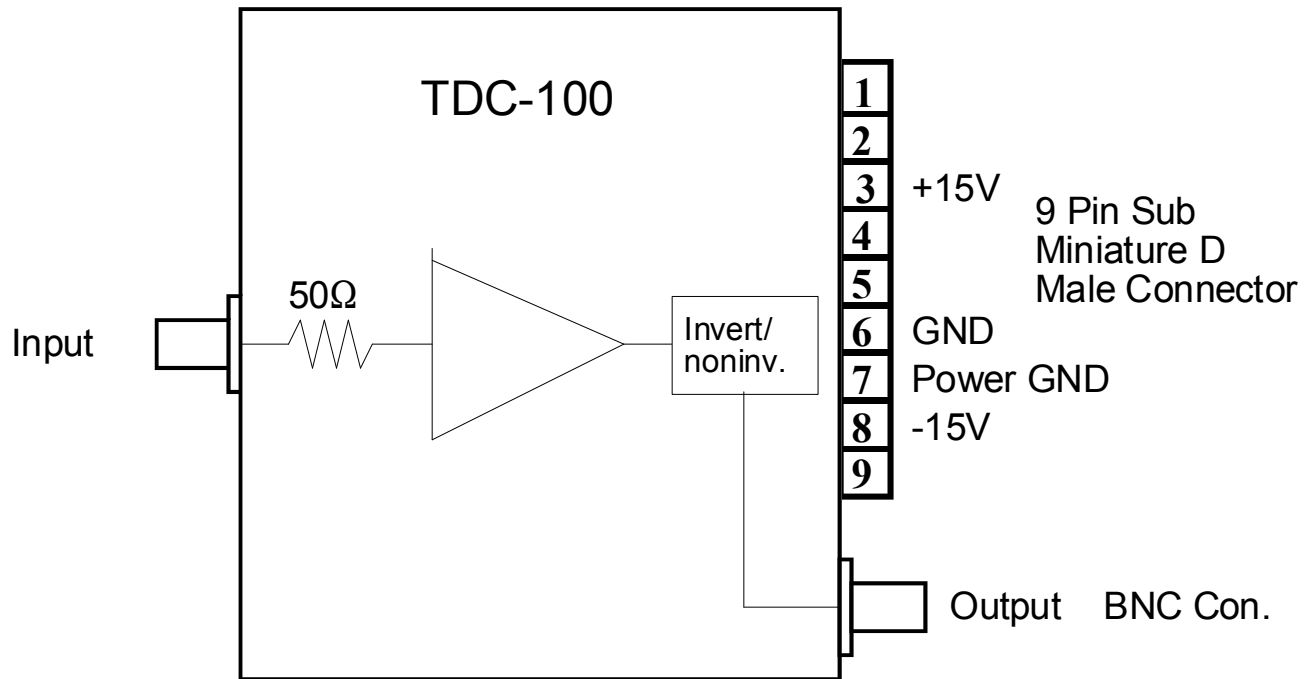 TDC-100
1
2
3 +15V
4
5
6 GND
7 Power GND
8 -15V
9
9 Pin Sub
Miniature D
Male Connector
Input
50Ω
Invert/
noninv.
Output BNC Con.